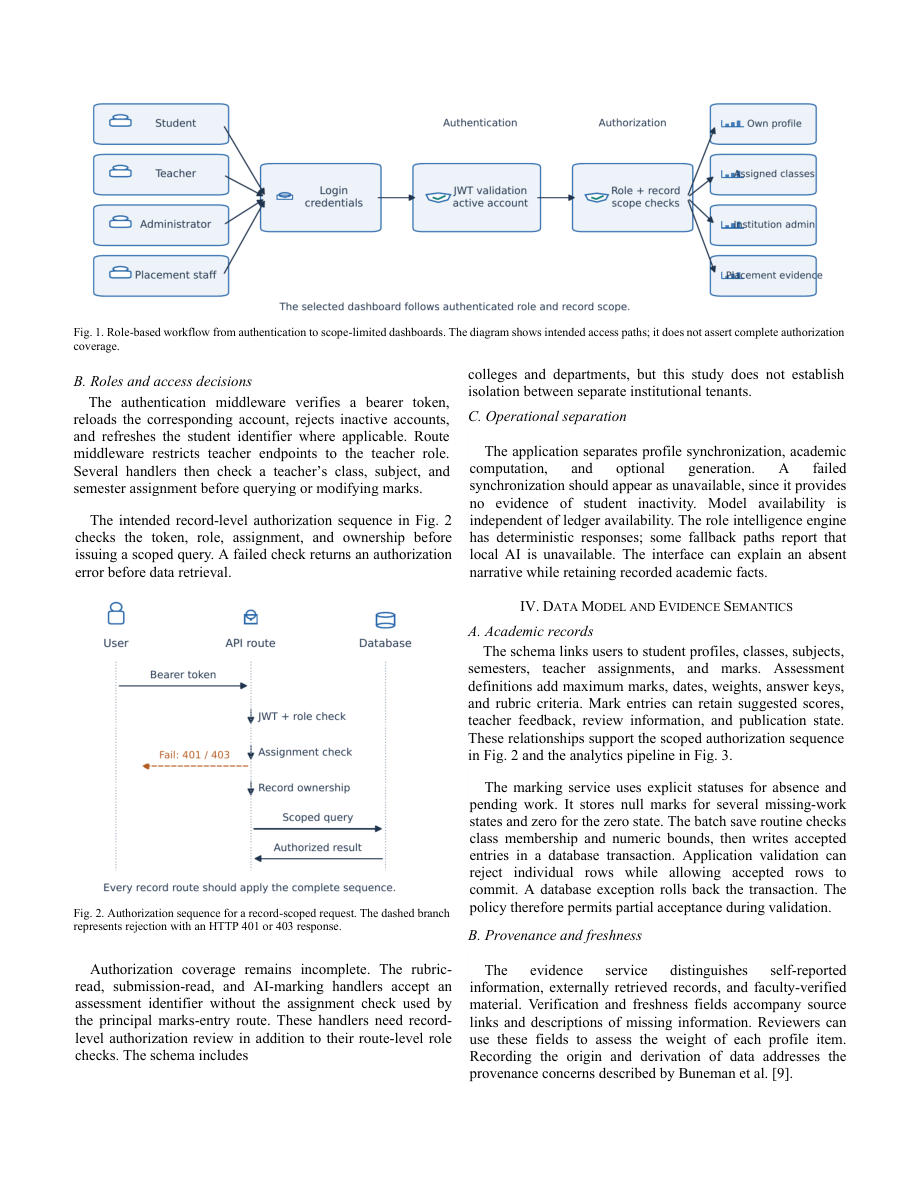 Authentication
Authorization
Student
Teacher
Administrator
Placement staff
Login
credentials
JWT validation
active account
Role + record
scope checks
Own profile
Assigned classes
Institution admin
Placement evidence
The selected dashboard follows authenticated role and record scope.
Fig. 1. Role-based workflow from authentication to scope-limited dashboards. The diagram shows intended access paths; it does not assert complete authorization
coverage.
B. Roles and access decisions
The authentication middleware verifies a bearer token,
reloads the corresponding account, rejects inactive accounts,
and refreshes the student identifier where applicable. Route
middleware restricts teacher endpoints to the teacher role.
Several handlers then check a teacher’s class, subject, and
semester assignment before querying or modifying marks.
The intended record-level authorization sequence in Fig. 2
checks the token, role, assignment, and ownership before
issuing a scoped query. A failed check returns an authorization
error before data retrieval.
User
API route
Database
Bearer token
JWT + role check
Assignment check
Fail: 401 / 403
Record ownership
Scoped query
Authorized result
Every record route should apply the complete sequence.
Fig. 2. Authorization sequence for a record-scoped request. The dashed branch
represents rejection with an HTTP 401 or 403 response.
Authorization coverage remains incomplete. The rubric-
read, submission-read, and AI-marking handlers accept an
assessment identifier without the assignment check used by
the principal marks-entry route. These handlers need record-
level authorization review in addition to their route-level role
checks. The schema includes
colleges and departments, but this study does not establish
isolation between separate institutional tenants.
C. Operational separation
The application separates profile synchronization, academic
computation, and optional generation. A failed
synchronization should appear as unavailable, since it provides
no evidence of student inactivity. Model availability is
independent of ledger availability. The role intelligence engine
has deterministic responses; some fallback paths report that
local AI is unavailable. The interface can explain an absent
narrative while retaining recorded academic facts.
IV. DATA MODEL AND EVIDENCE SEMANTICS
A. Academic records
The schema links users to student profiles, classes, subjects,
semesters, teacher assignments, and marks. Assessment
definitions add maximum marks, dates, weights, answer keys,
and rubric criteria. Mark entries can retain suggested scores,
teacher feedback, review information, and publication state.
These relationships support the scoped authorization sequence
in Fig. 2 and the analytics pipeline in Fig. 3.
The marking service uses explicit statuses for absence and
pending work. It stores null marks for several missing-work
states and zero for the zero state. The batch save routine checks
class membership and numeric bounds, then writes accepted
entries in a database transaction. Application validation can
reject individual rows while allowing accepted rows to
commit. A database exception rolls back the transaction. The
policy therefore permits partial acceptance during validation.
B. Provenance and freshness
The evidence service distinguishes self-reported
information, externally retrieved records, and faculty-verified
material. Verification and freshness fields accompany source
links and descriptions of missing information. Reviewers can
use these fields to assess the weight of each profile item.
Recording the origin and derivation of data addresses the
provenance concerns described by Buneman et al. [9].